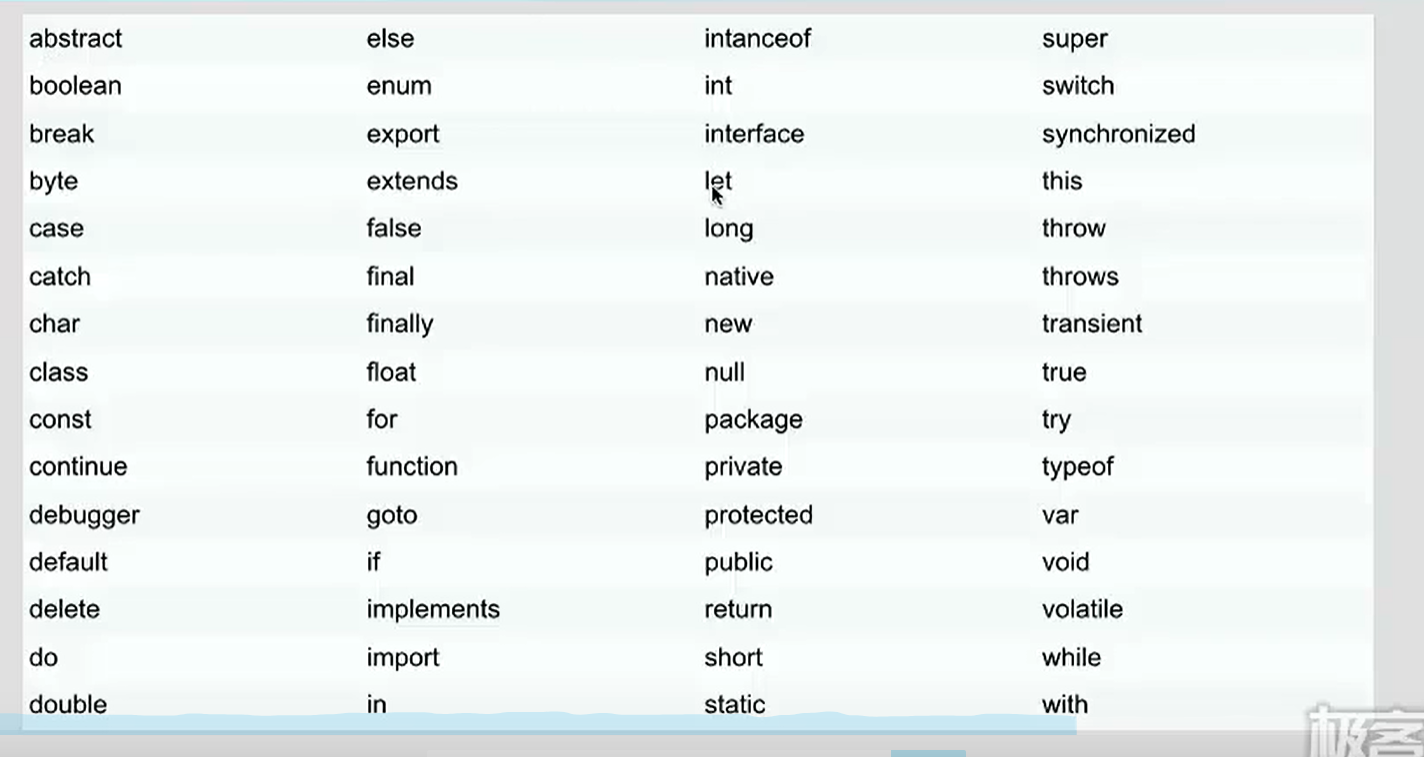 abstract else intanceof super
boolean enum int switch
break export interface synchronized
byte extends let this
case false long throw
catch final native throws
char finally new transient
class float null true
const for package try
continue function private typeof
debugger goto protected var
default if public void
delete implements return volatile
do import short while
double in static with
极客